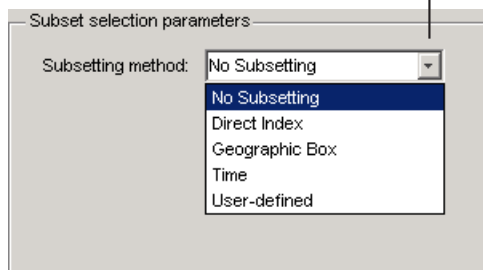 Subset selection parameters
Subsetting method: No Subsetting
No Subsetting
Direct Index
Geographic Box
Time
User-defined